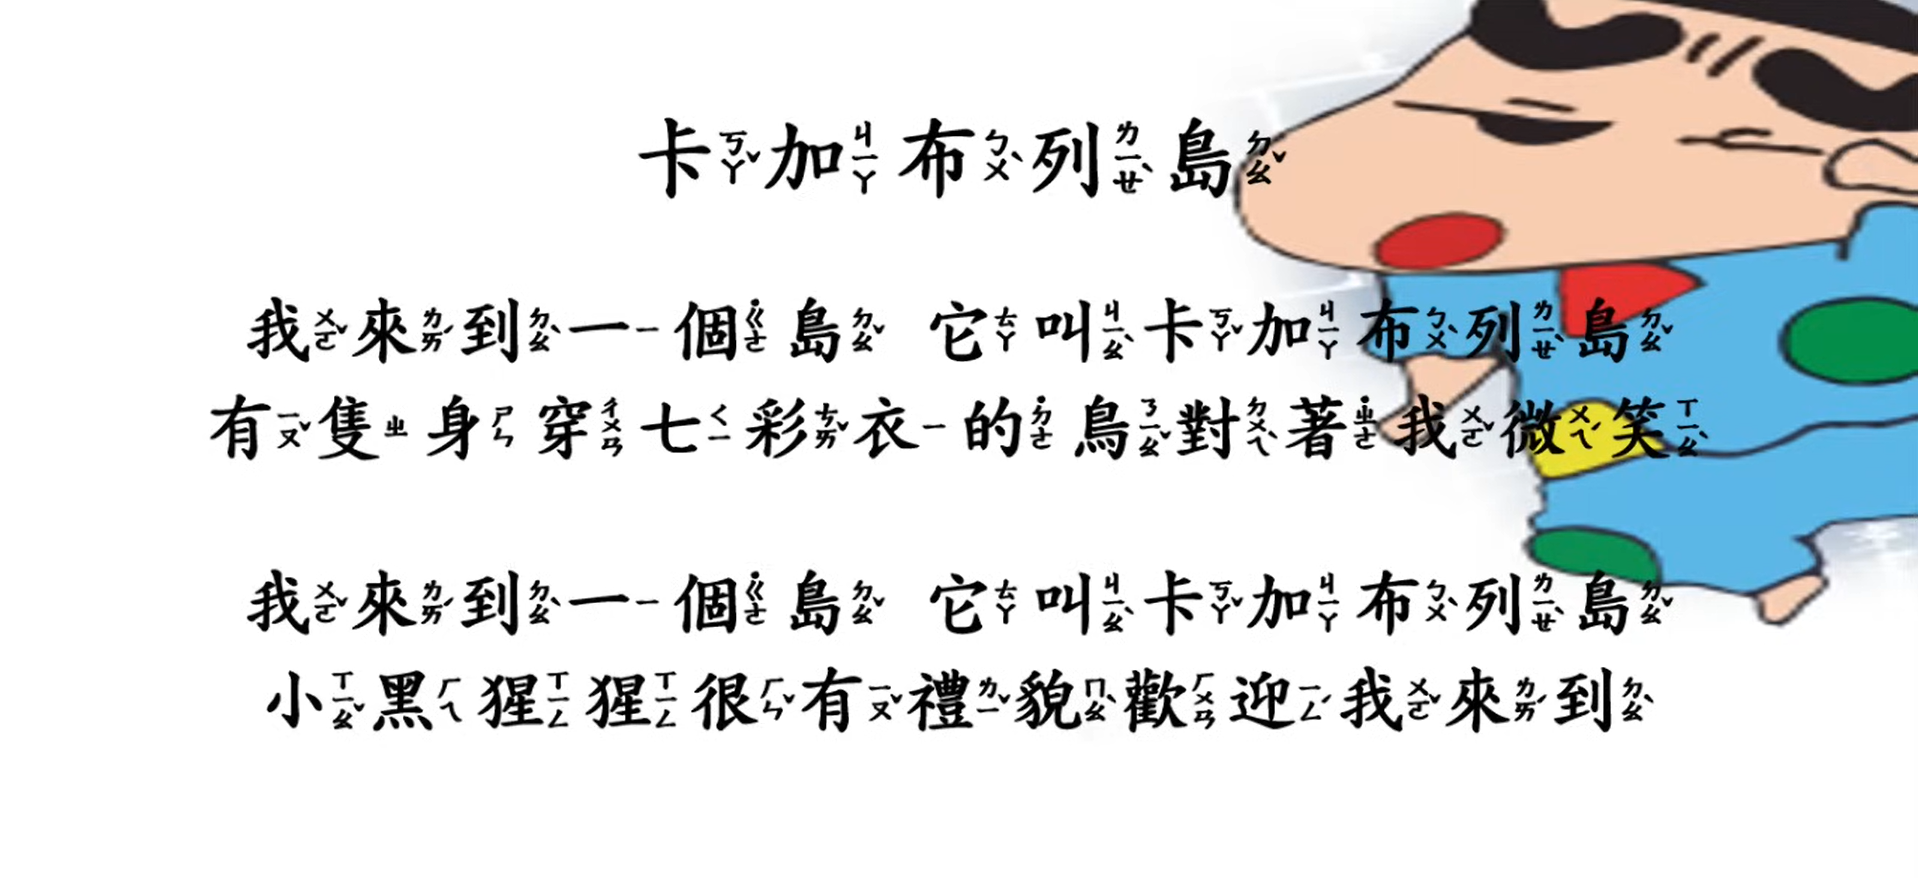 卡加布列島
我來到一個島 它叫卡加布列島
有隻身穿七彩衣的鳥對著我微笑
我來到一個島 它叫卡加布列島
小黑猩猩很有禮貌歡迎我來到